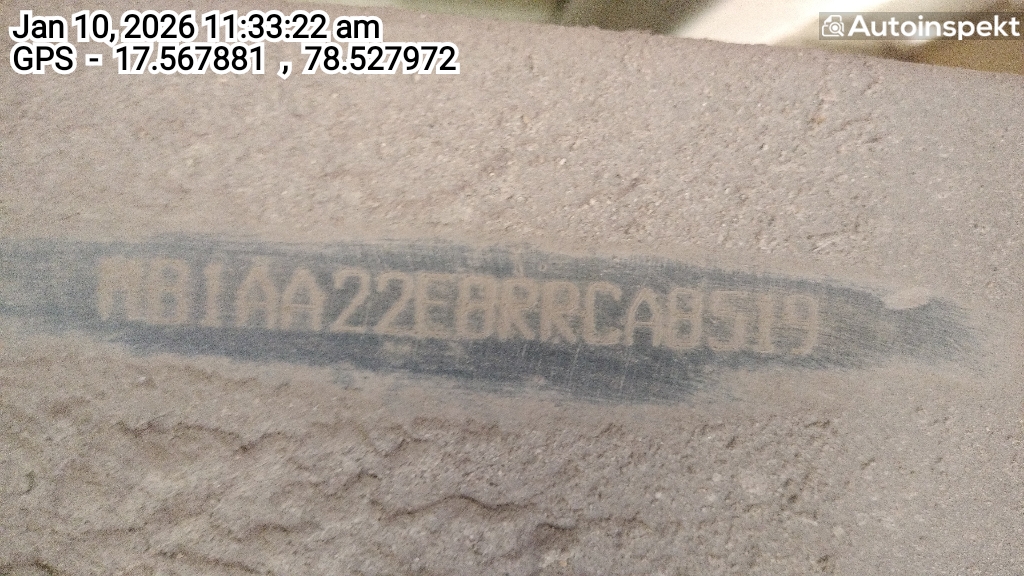 Jan 10, 2026 11:33:22 am
GPS - 17.567881 , 78.527972
Autoinspekt
MB1AA22E8RRCA8519